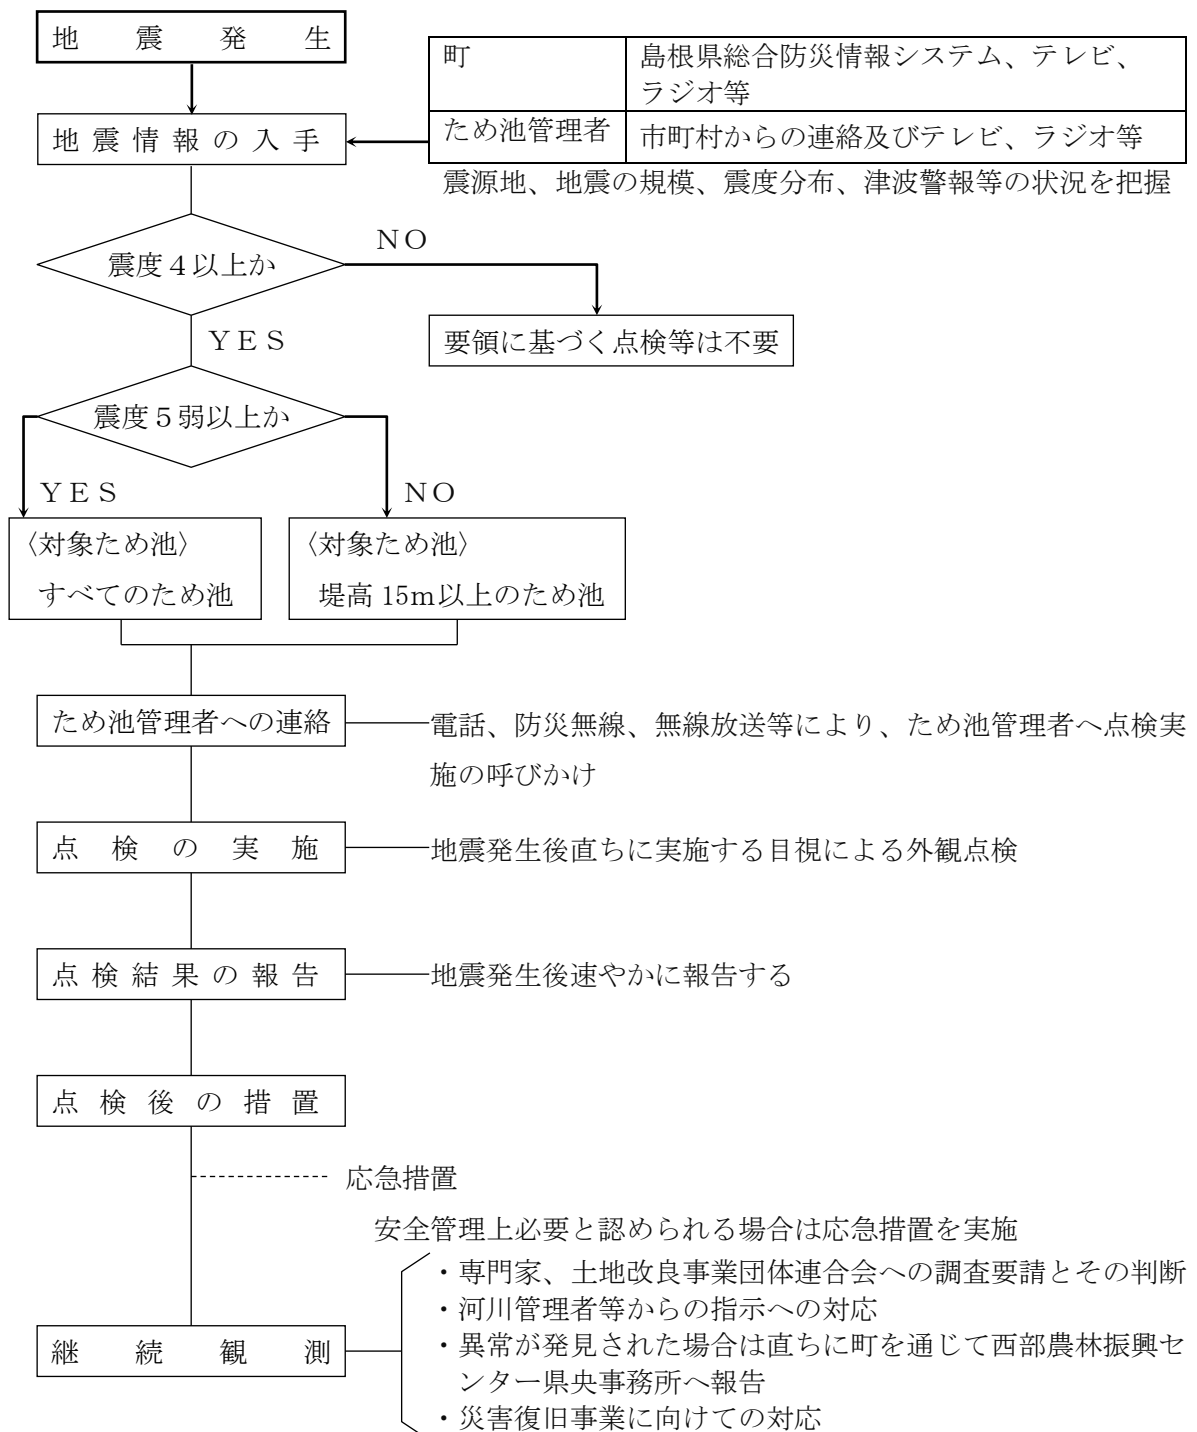 地震発生
町 島根県総合防災情報システム、テレビ、
ラジオ等
地震情報の入手
ため池管理者 市町村からの連絡及びテレビ、ラジオ等
震源地、地震の規模、震度分布、津波警報等の状況を把握
NO
震度4以上か
YES
要領に基づく点検等は不要
震度5弱以上か
YES
NO
〈対象ため池〉
すべてのため池
〈対象ため池〉
堤高15m以上のため池
ため池管理者への連絡
電話、防災無線、無線放送等により、ため池管理者へ点検実
施の呼びかけ
点検の実施
地震発生後直ちに実施する目視による外観点検
点検結果の報告
地震発生後速やかに報告する
点検後の措置
応急措置
安全管理上必要と認められる場合は応急措置を実施
・専門家、土地改良事業団体連合会への調査要請とその判断
・河川管理者等からの指示への対応
継続観測
・異常が発見された場合は直ちに町を通じて西部農林振興セ
ンター県央事務所へ報告
・災害復旧事業に向けての対応